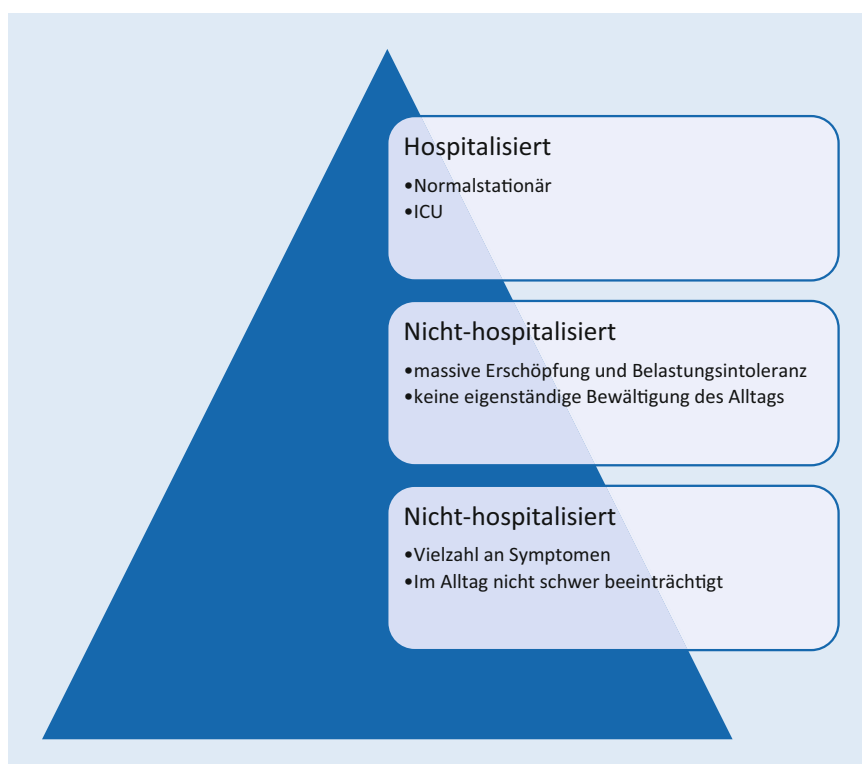 Hospitalisiert
•Normalstationär
•ICU
Nicht-hospitalisiert
•massive Erschöpfung und Belastungsintoleranz
•keine eigenständige Bewältigung des Alltags
Nicht-hospitalisiert
•Vielzahl an Symptomen
•Im Alltag nicht schwer beeinträchtigt